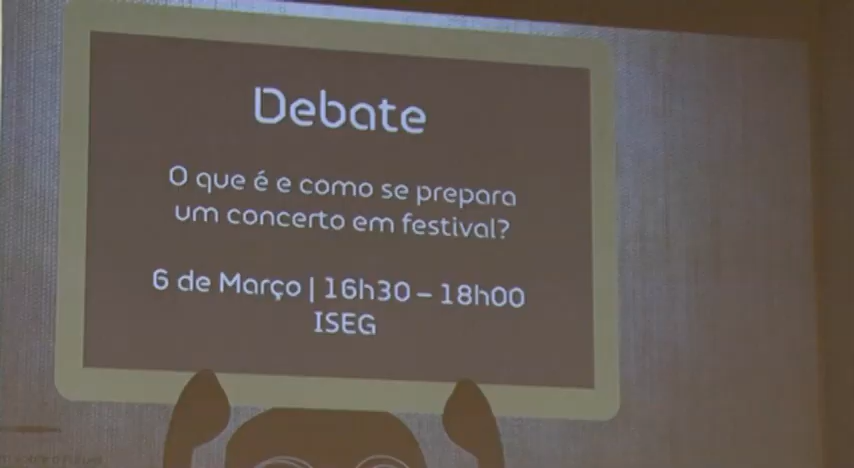 Debate
O que é e como se prepara
um concerto em festival?
6 de Março | 16h30 – 18h00
ISEG